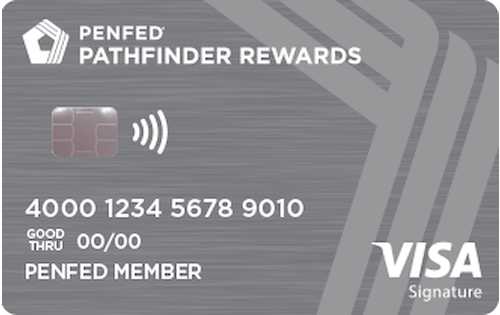 PENFED®
PATHFINDER REWARDS
4000 1234 5678 9010
GOOD
THRU 00/00
PENFED MEMBER
VISA
Signature